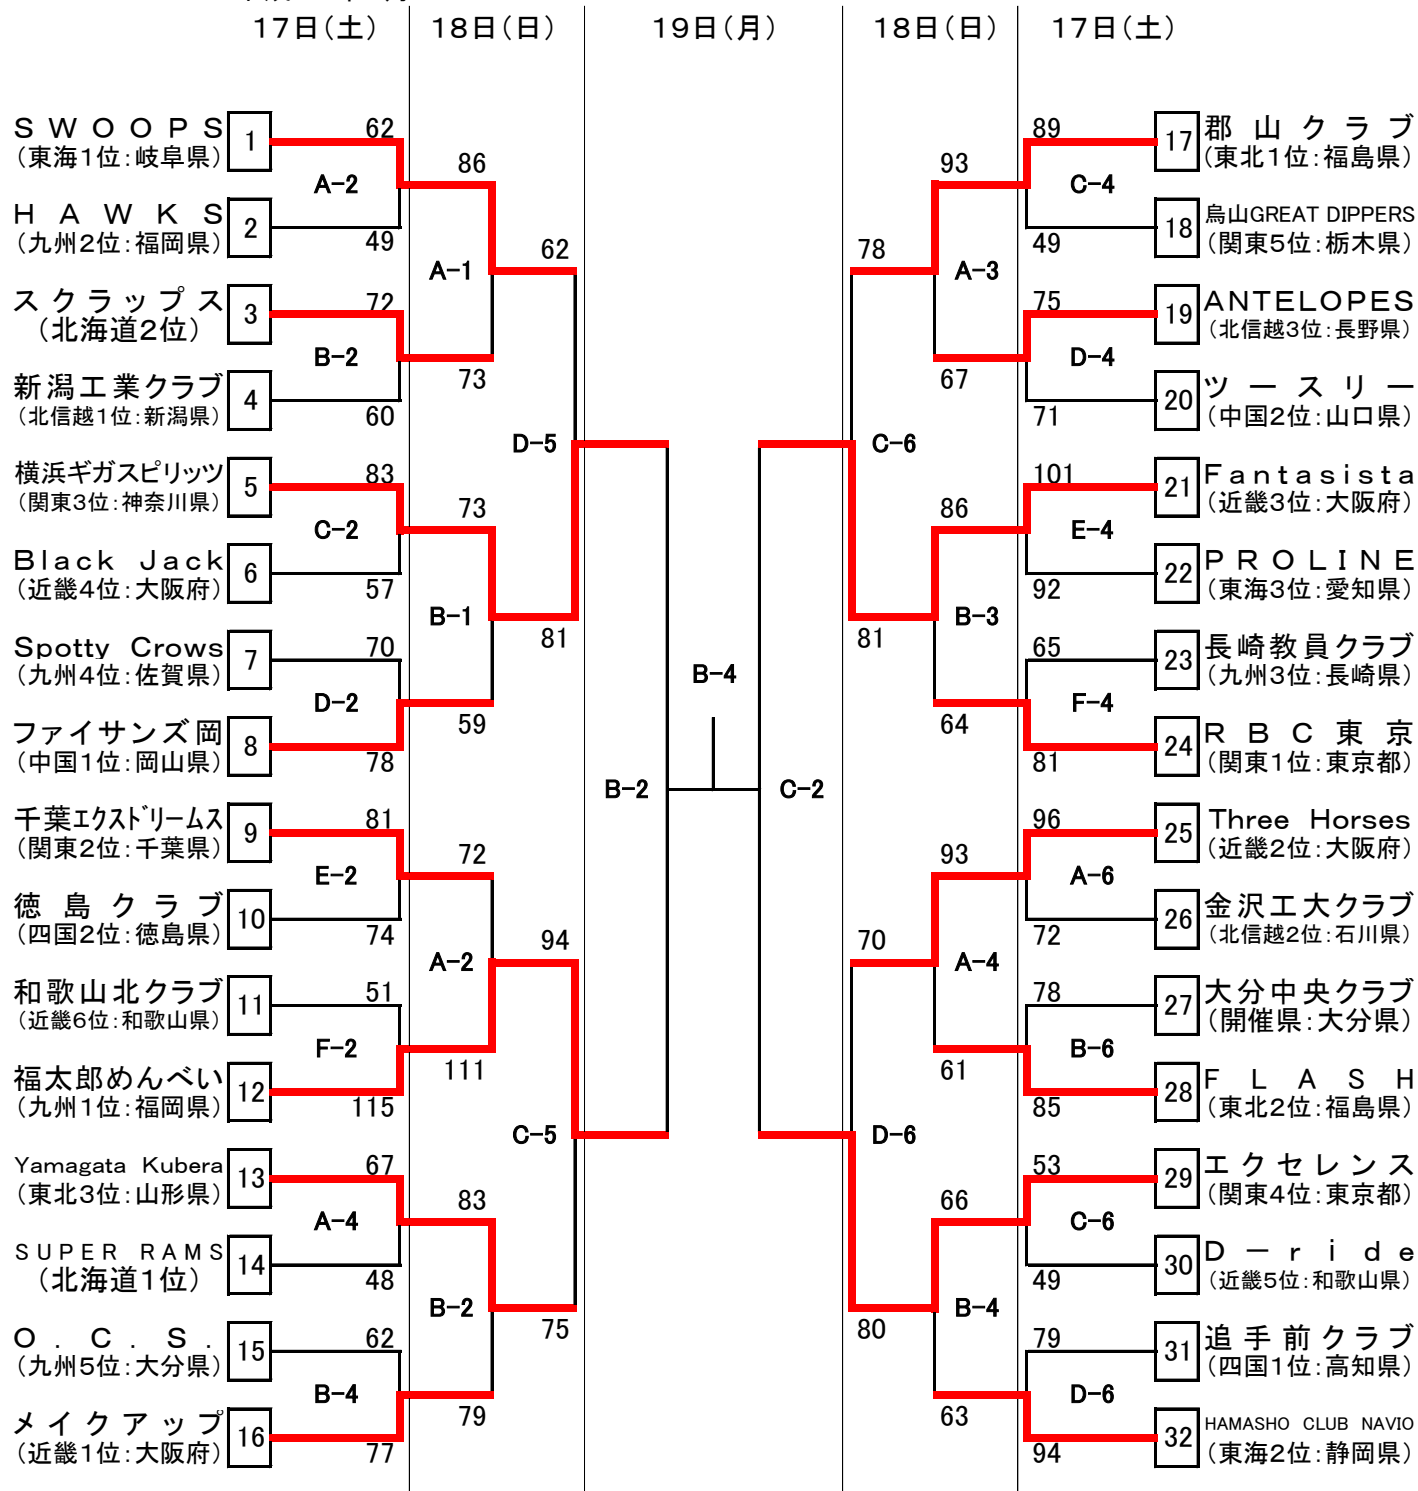 17日(土) 18日(日) 19日(月) 18日(日) 17日(土)
SWOOPS 1 62
(東海1位:岐阜県)
A-2
HAWKS 2 49
(九州2位:福岡県)
86
A-1
スクラップス 3 72
(北海道2位)
B-2
新潟工業クラブ 4 60
(北信越1位:新潟県)
73
62
D-5
横浜ギガスピリッツ 5 83
(関東3位:神奈川県)
C-2
Black Jack 6 57
(近畿4位:大阪府)
73
B-1
81
Spotty Crows 7 70
(九州4位:佐賀県)
D-2
ファイサンズ岡 8 78
(中国1位:岡山県)
59
B-2
千葉エクストドリームス 9 81
(関東2位:千葉県)
E-2
徳島クラブ 10 74
(四国2位:徳島県)
72
A-2
94
和歌山北クラブ 11 51
(近畿6位:和歌山県)
F-2
福太郎めんべい 12 115
(九州1位:福岡県)
111
C-5
Yamagata Kubera 13 67
(東北3位:山形県)
A-4
SUPER RAMS 14 48
(北海道1位)
83
B-2
75
O.C.S. 15 62
(九州5位:大分県)
B-4
メイクアップ 16 77
(近畿1位:大阪府)
79
B-4
89 17 郡山クラブ
(東北1位:福島県)
C-4
49 18 烏山GREAT DIPPERS
(関東5位:栃木県)
93
A-3
78
75 19 ANTELOPES
(北信越3位:長野県)
D-4
71 20 ツースリー
(中国2位:山口県)
67
C-6
101 21 Fantasista
(近畿3位:大阪府)
E-4
92 22 PROLINE
(東海3位:愛知県)
86
B-3
81
65 23 長崎教員クラブ
(九州3位:長崎県)
F-4
81 24 RBC東京
(関東1位:東京都)
64
C-2
96 25 Three Horses
(近畿2位:大阪府)
A-6
72 26 金沢工大クラブ
(北信越2位:石川県)
93
A-4
70
78 27 大分中央クラブ
(開催県:大分県)
B-6
85 28 FLASH
(東北2位:福島県)
61
D-6
53 29 エクセレンス
(関東4位:東京都)
C-6
49 30 D-ride
(近畿5位:和歌山県)
66
B-4
80
79 31 追手前クラブ
(四国1位:高知県)
D-6
94 32 HAMASHO CLUB NAVIO
(東海2位:静岡県)
63